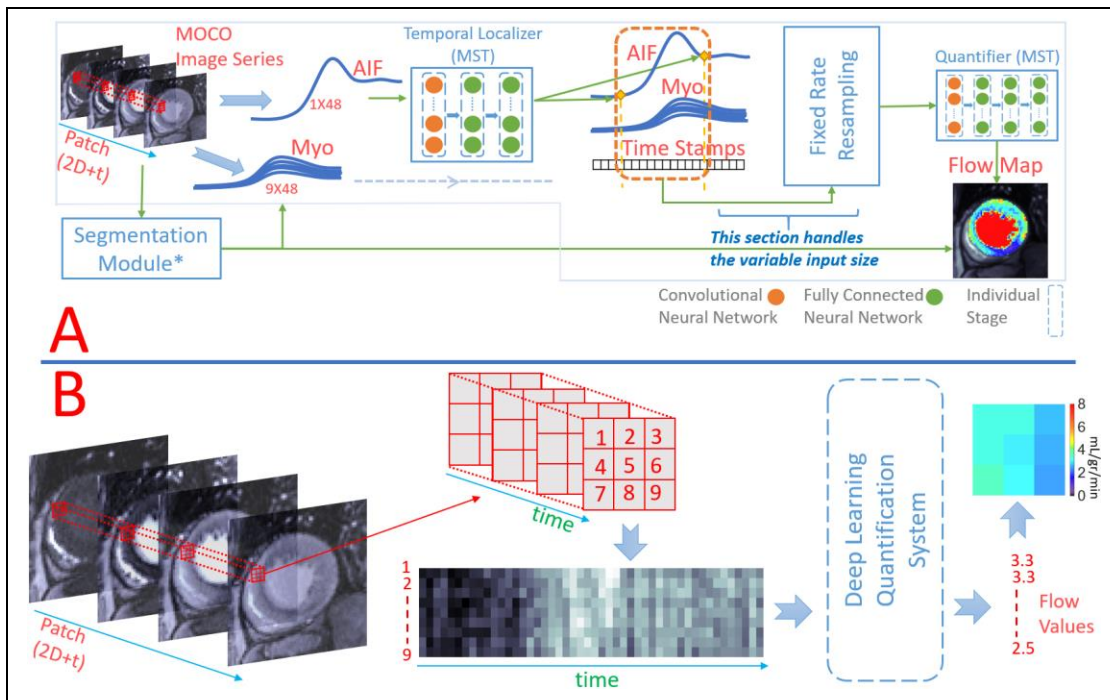 MOCO
Image Series
AIF
1X48
Patch
(2D+t)
Myo
9X48
Temporal Localizer
(MST)
AIF
Myo
Time Stamps
Fixed Rate
Resampling
Quantifier (MST)
Flow Map
Segmentation
Module*
This section handles
the variable input size
Convolutional
Neural Network
Fully Connected
Neural Network
Individual
Stage
A
B
Patch
(2D+t)
1 2 3
4 5 6
7 8 9
time
1
2
9
time
Deep Learning
Quantification
System
8
6
4
2
0
mL/gr/min
3.3
3.3
2.5
Flow
Values